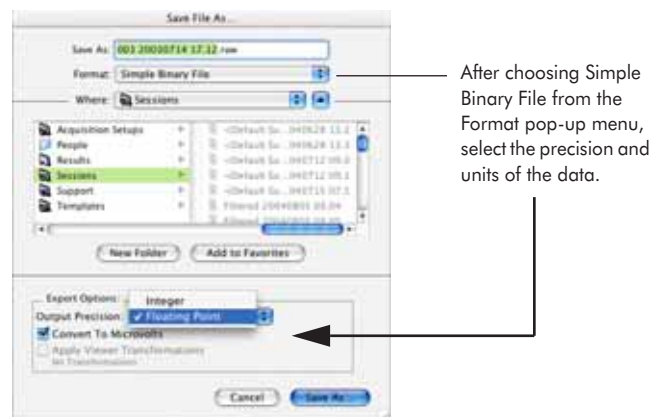 Save File As...
Save As: 003 20030714 17.12.raw
Format: Simple Binary File
Where: Sessions
Acquisition Setups
People
Results
Sessions
Support
Templates
New Folder
Add to Favorites
Export Options:
Integer
Output Precision: ✓ Floating Point
Convert To Microvolts
Apply Viewer Transformations
No Transformations
Cancel
Save As...
After choosing Simple
Binary File from the
Format pop-up menu,
select the precision and
units of the data.